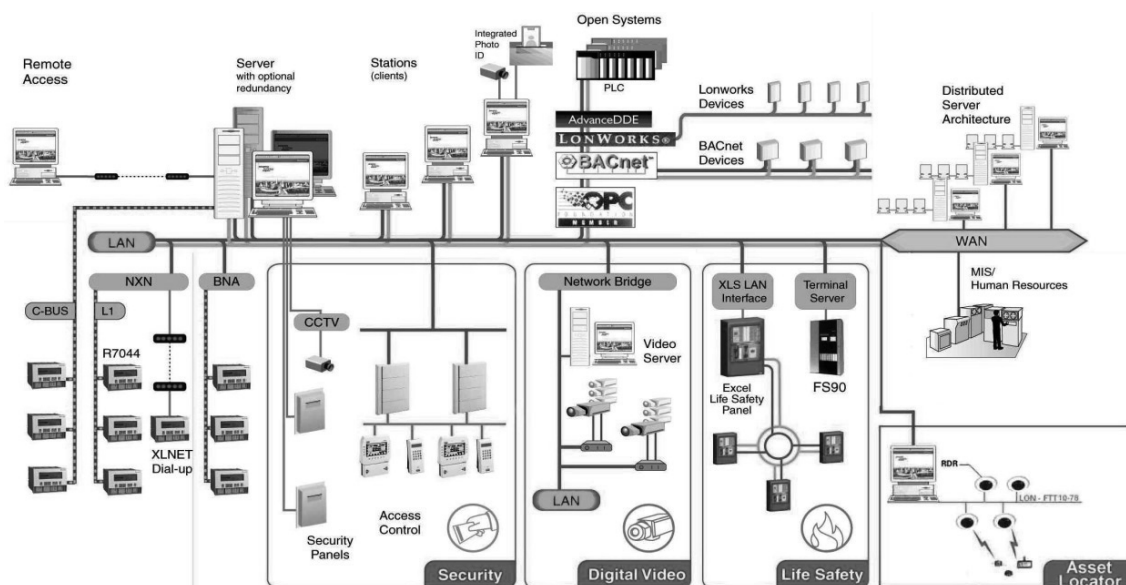 Remote
Access
Server
with optional
redundancy
Stations
(clients)
Integrated
Photo
ID
Open Systems
PLC
AdvanceDDE
LONWORKS®
BACnet™
OPC
FOUNDATION
MEMBER
Lonworks
Devices
BACnet
Devices
Distributed
Server
Architecture
LAN
WAN
NXN
BNA
C-BUS
L1
R7044
XLNET
Dial-up
CCTV
Security
Panels
Access
Control
Security
Network Bridge
Video
Server
LAN
Digital Video
XLS LAN
Interface
Terminal
Server
Excel
Life Safety
Panel
FS90
Life Safety
MIS/
Human Resources
RDR
LON - FTT10-78
Asset
Locator